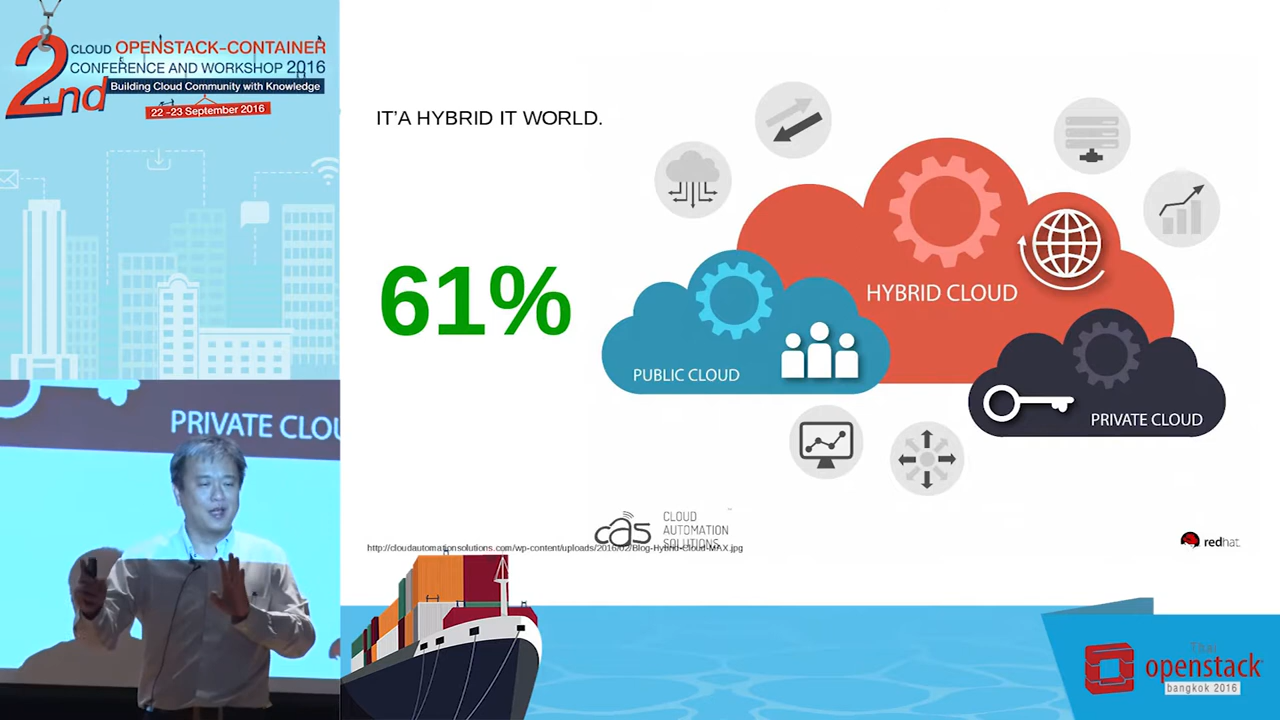 2nd
CLOUD OPENSTACK-CONTAINER
CONFERENCE AND WORKSHOP 2016
Building Cloud Community with Knowledge
22 -23 September 2016
IT'A HYBRID IT WORLD.
61%
HYBRID CLOUD
PUBLIC CLOUD
PRIVATE CLOUD
cas
CLOUD
AUTOMATION
SOLUTIONS
http://cloudautomationsolutions.com/wp-content/uploads/2016/02/Blog-Hybrid-Cloud-MAX.jpg
redhat.
PRIVATE CLOU
Thai
openstack
bangkok 2016